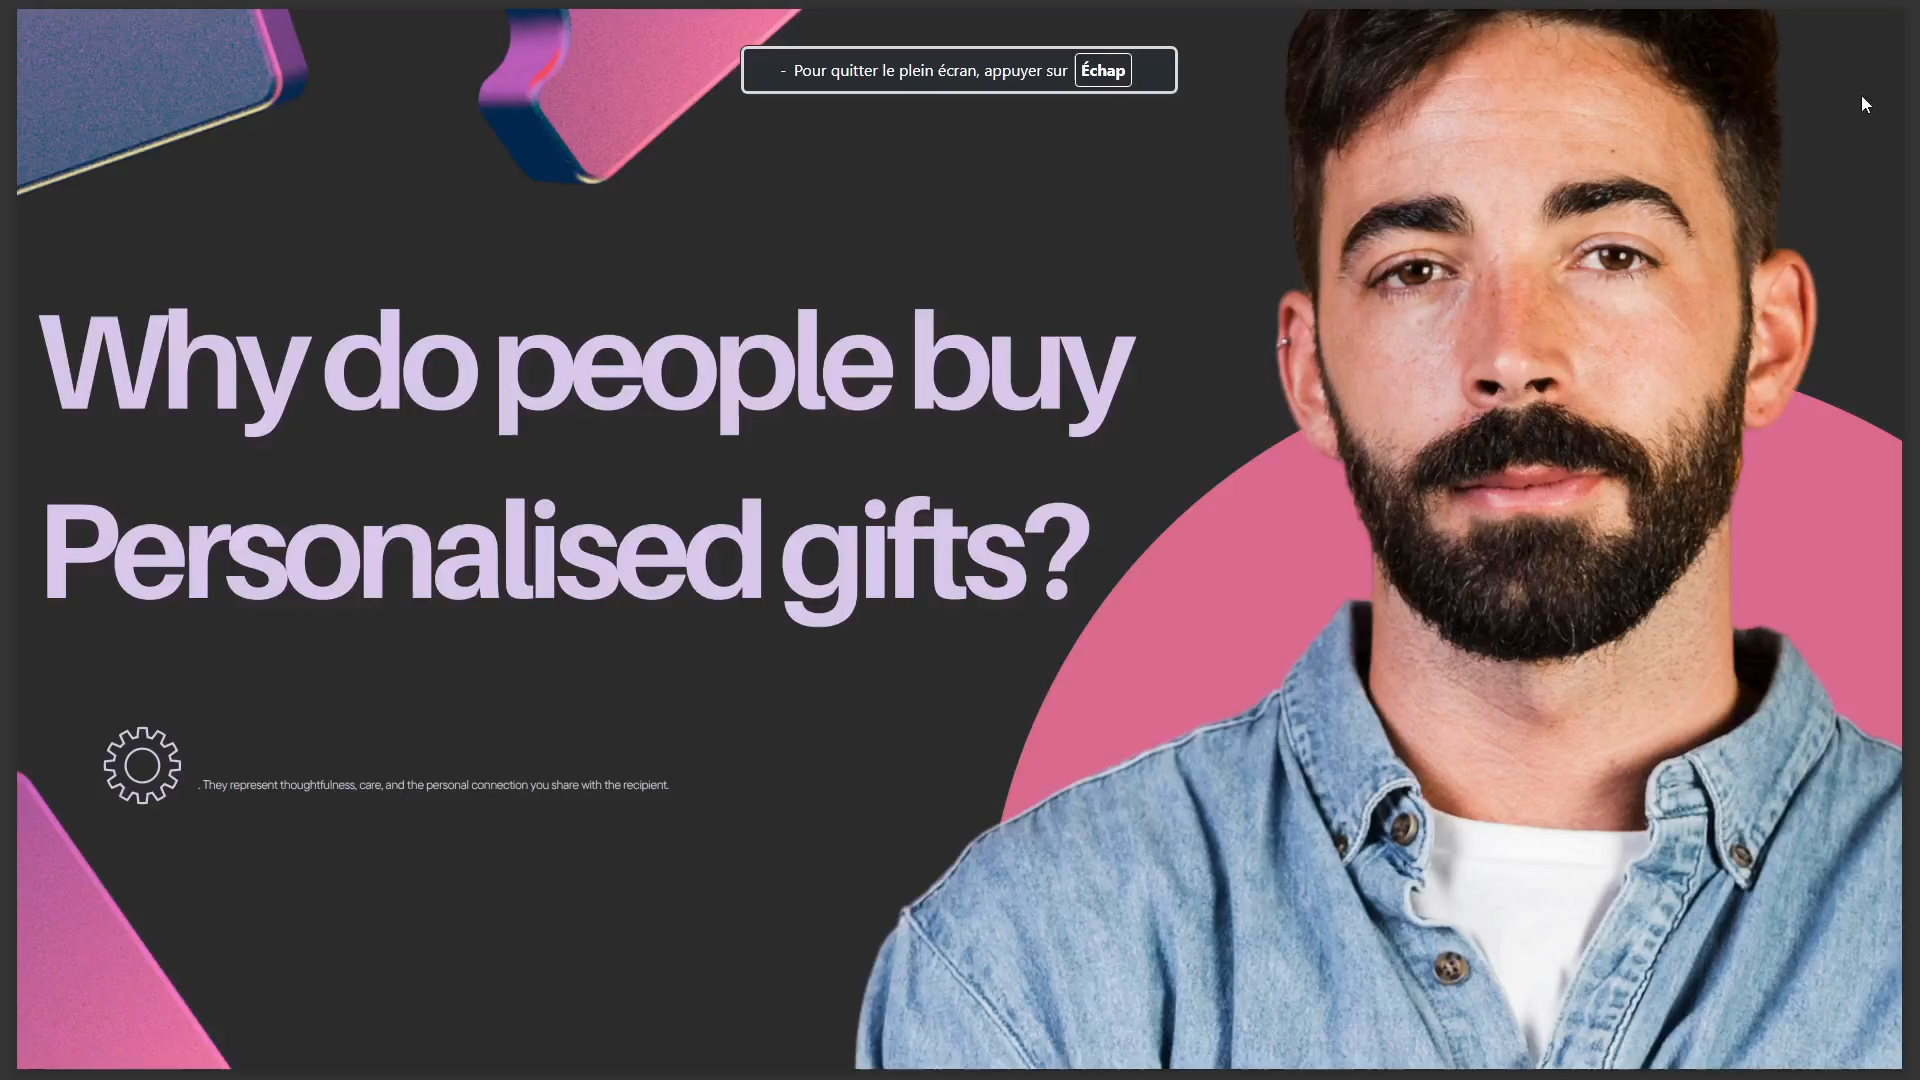 - Pour quitter le plein écran, appuyer sur Échap
Why do people buy
Personalised gifts?
. They represent thoughtfulness, care, and the personal connection you share with the recipient.